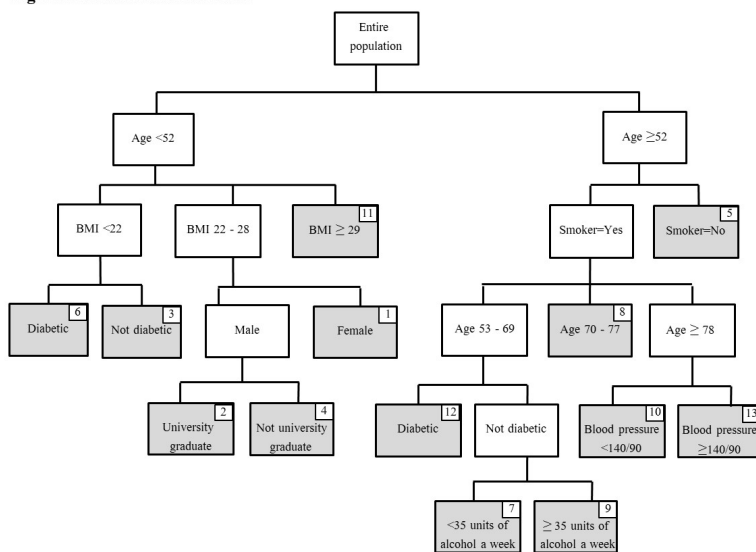 Entire
population
Age <52
Age ≥52
BMI <22
BMI 22 - 28
11
BMI ≥ 29
Smoker=Yes
5
Smoker=No
6
Diabetic
3
Not diabetic
Male
1
Female
Age 53 - 69
8
Age 70 - 77
Age ≥ 78
2
University
graduate
4
Not university
graduate
12
Diabetic
Not diabetic
10
Blood pressure
<140/90
13
Blood pressure
≥140/90
7
<35 units of
alcohol a week
9
≥ 35 units of
alcohol a week